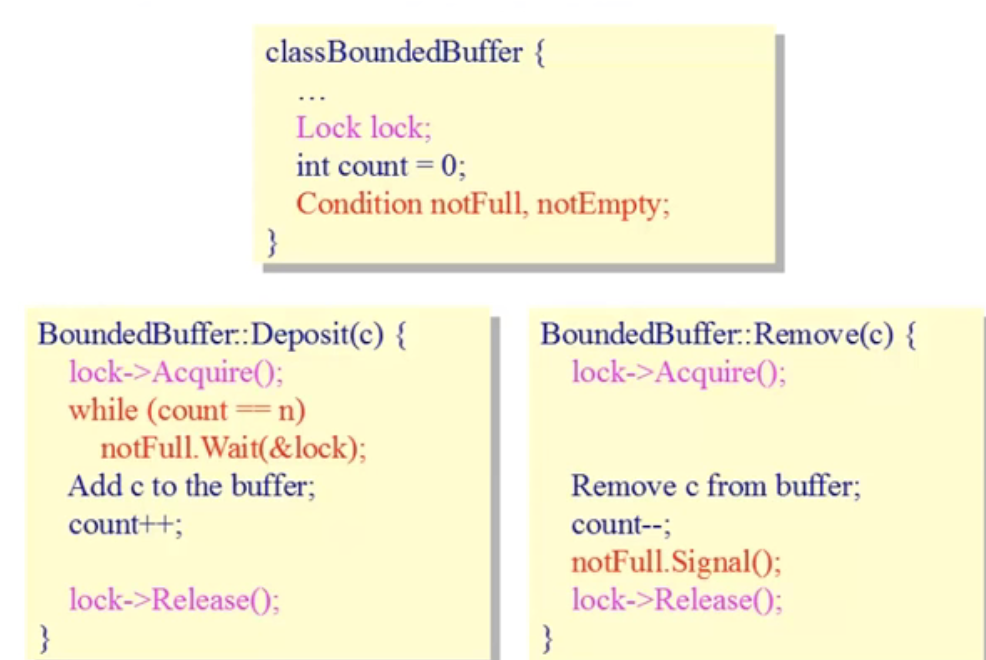 classBoundedBuffer {
…
Lock lock;
int count = 0;
Condition notFull, notEmpty;
}
BoundedBuffer::Deposit(c) {
lock->Acquire();
while (count == n)
notFull.Wait(&lock);
Add c to the buffer;
count++;
lock->Release();
}
BoundedBuffer::Remove(c) {
lock->Acquire();
Remove c from buffer;
count--;
notFull.Signal();
lock->Release();
}